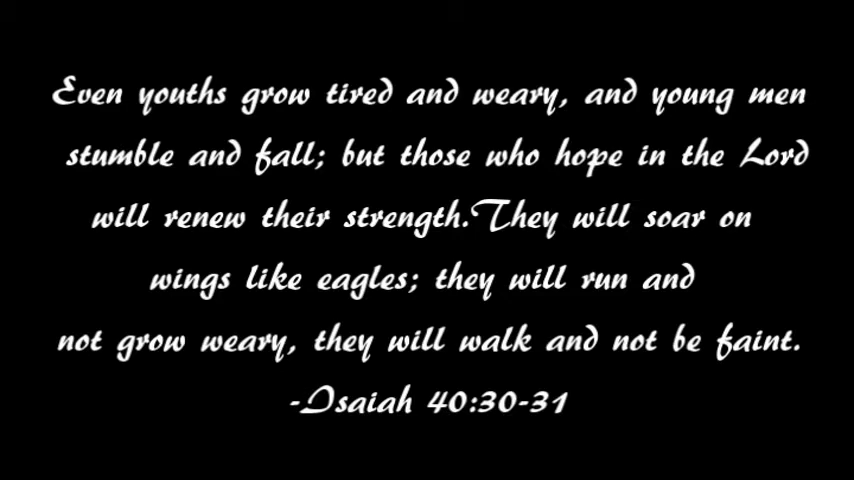 Even youths grow tired and weary, and young men
stumble and fall; but those who hope in the Lord
will renew their strength.They will soar on
wings like eagles; they will run and
not grow weary, they will walk and not be faint.
-Isaiah 40:30-31